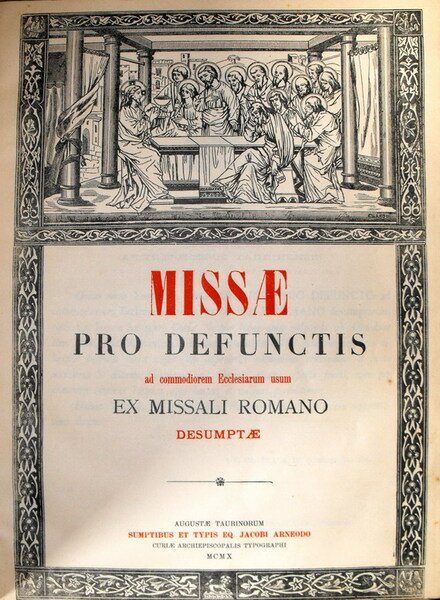 MISSÆ
PRO DEFUNCTIS
ad commodiorem Ecclesiarum usum
EX MISSALI ROMANO
DESUMPTÆ
AUGUSTÆ TAURINORUM
SUMPTIBUS ET TYPIS EQ. JACOBI ARNEODO
CURIÆ ARCHIEPISCOPALIS TYPOGRAPHI
MCMX